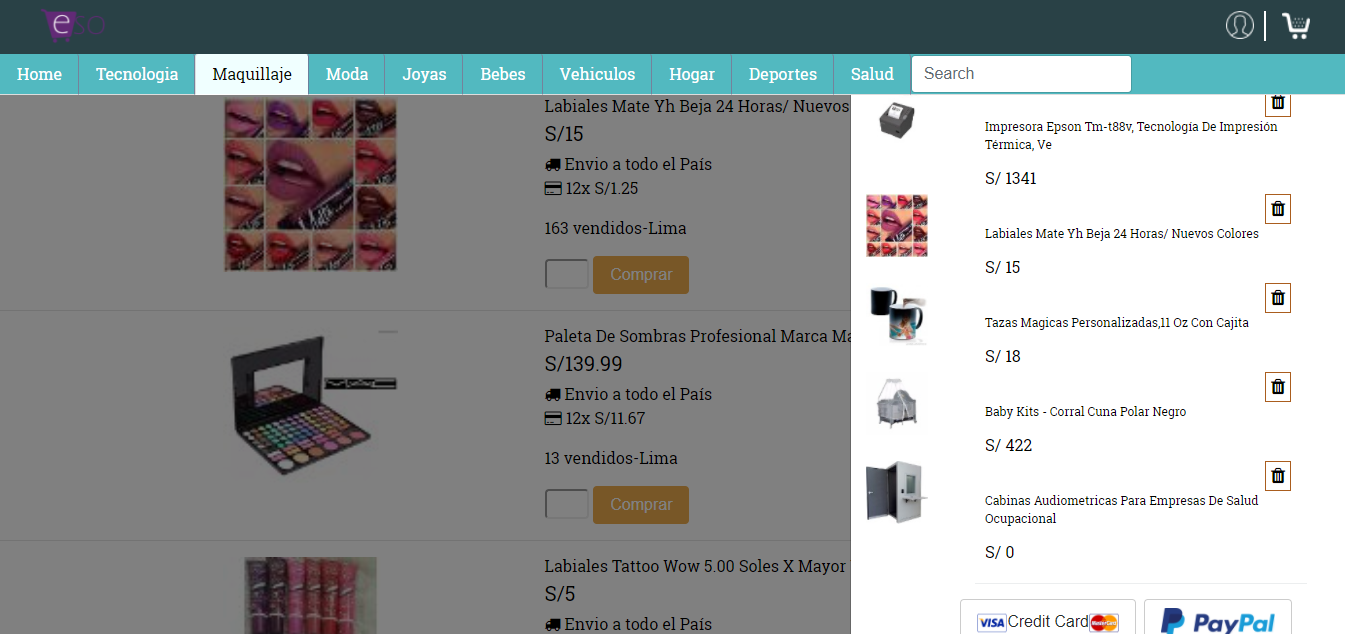 eso
Home Tecnologia Maquillaje Moda Joyas Bebes Vehiculos Hogar Deportes Salud Search
Labiales Mate Yh Beja 24 Horas/ Nuevos
S/15
Envio a todo el País
12x S/1.25
163 vendidos-Lima
Comprar
Paleta De Sombras Profesional Marca Ma
S/139.99
Envio a todo el País
12x S/11.67
13 vendidos-Lima
Comprar
Labiales Tattoo Wow 5.00 Soles X Mayor
S/5
Envio a todo el País
Impresora Epson Tm-t88v, Tecnología De Impresión
Térmica, Ve
S/ 1341
Labiales Mate Yh Beja 24 Horas/ Nuevos Colores
S/ 15
Tazas Magicas Personalizadas,11 Oz Con Cajita
S/ 18
Baby Kits - Corral Cuna Polar Negro
S/ 422
Cabinas Audiometricas Para Empresas De Salud
Ocupacional
S/ 0
VISA Credit Card MasterCard
PayPal